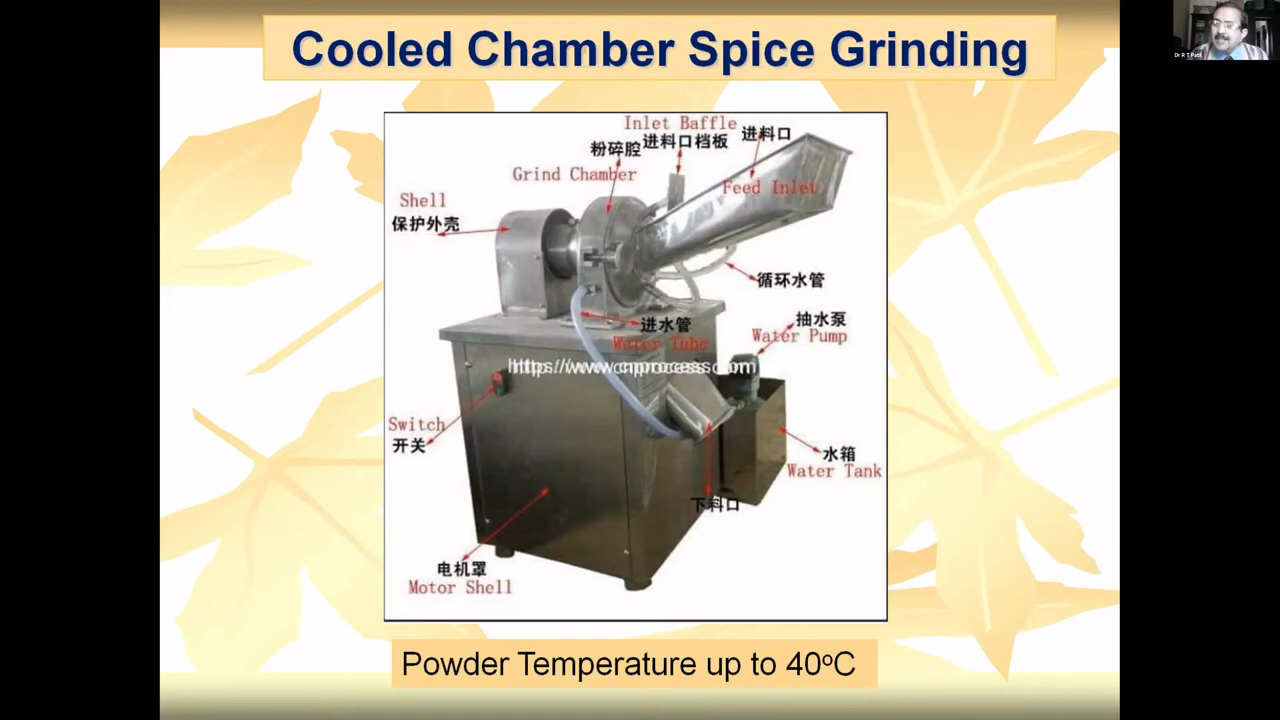 Cooled Chamber Spice Grinding
Dr R T Patil
Inlet Baffle
进料口
进料口档板
粉碎腔
Grind Chamber
Feed Inlet
Shell
保护外壳
循环水管
抽水泵
进水管
Water Pump
Water Tube
https://www.cnprocess.com
Switch
开关
水箱
Water Tank
下料口
电机罩
Motor Shell
Powder Temperature up to 40ºC